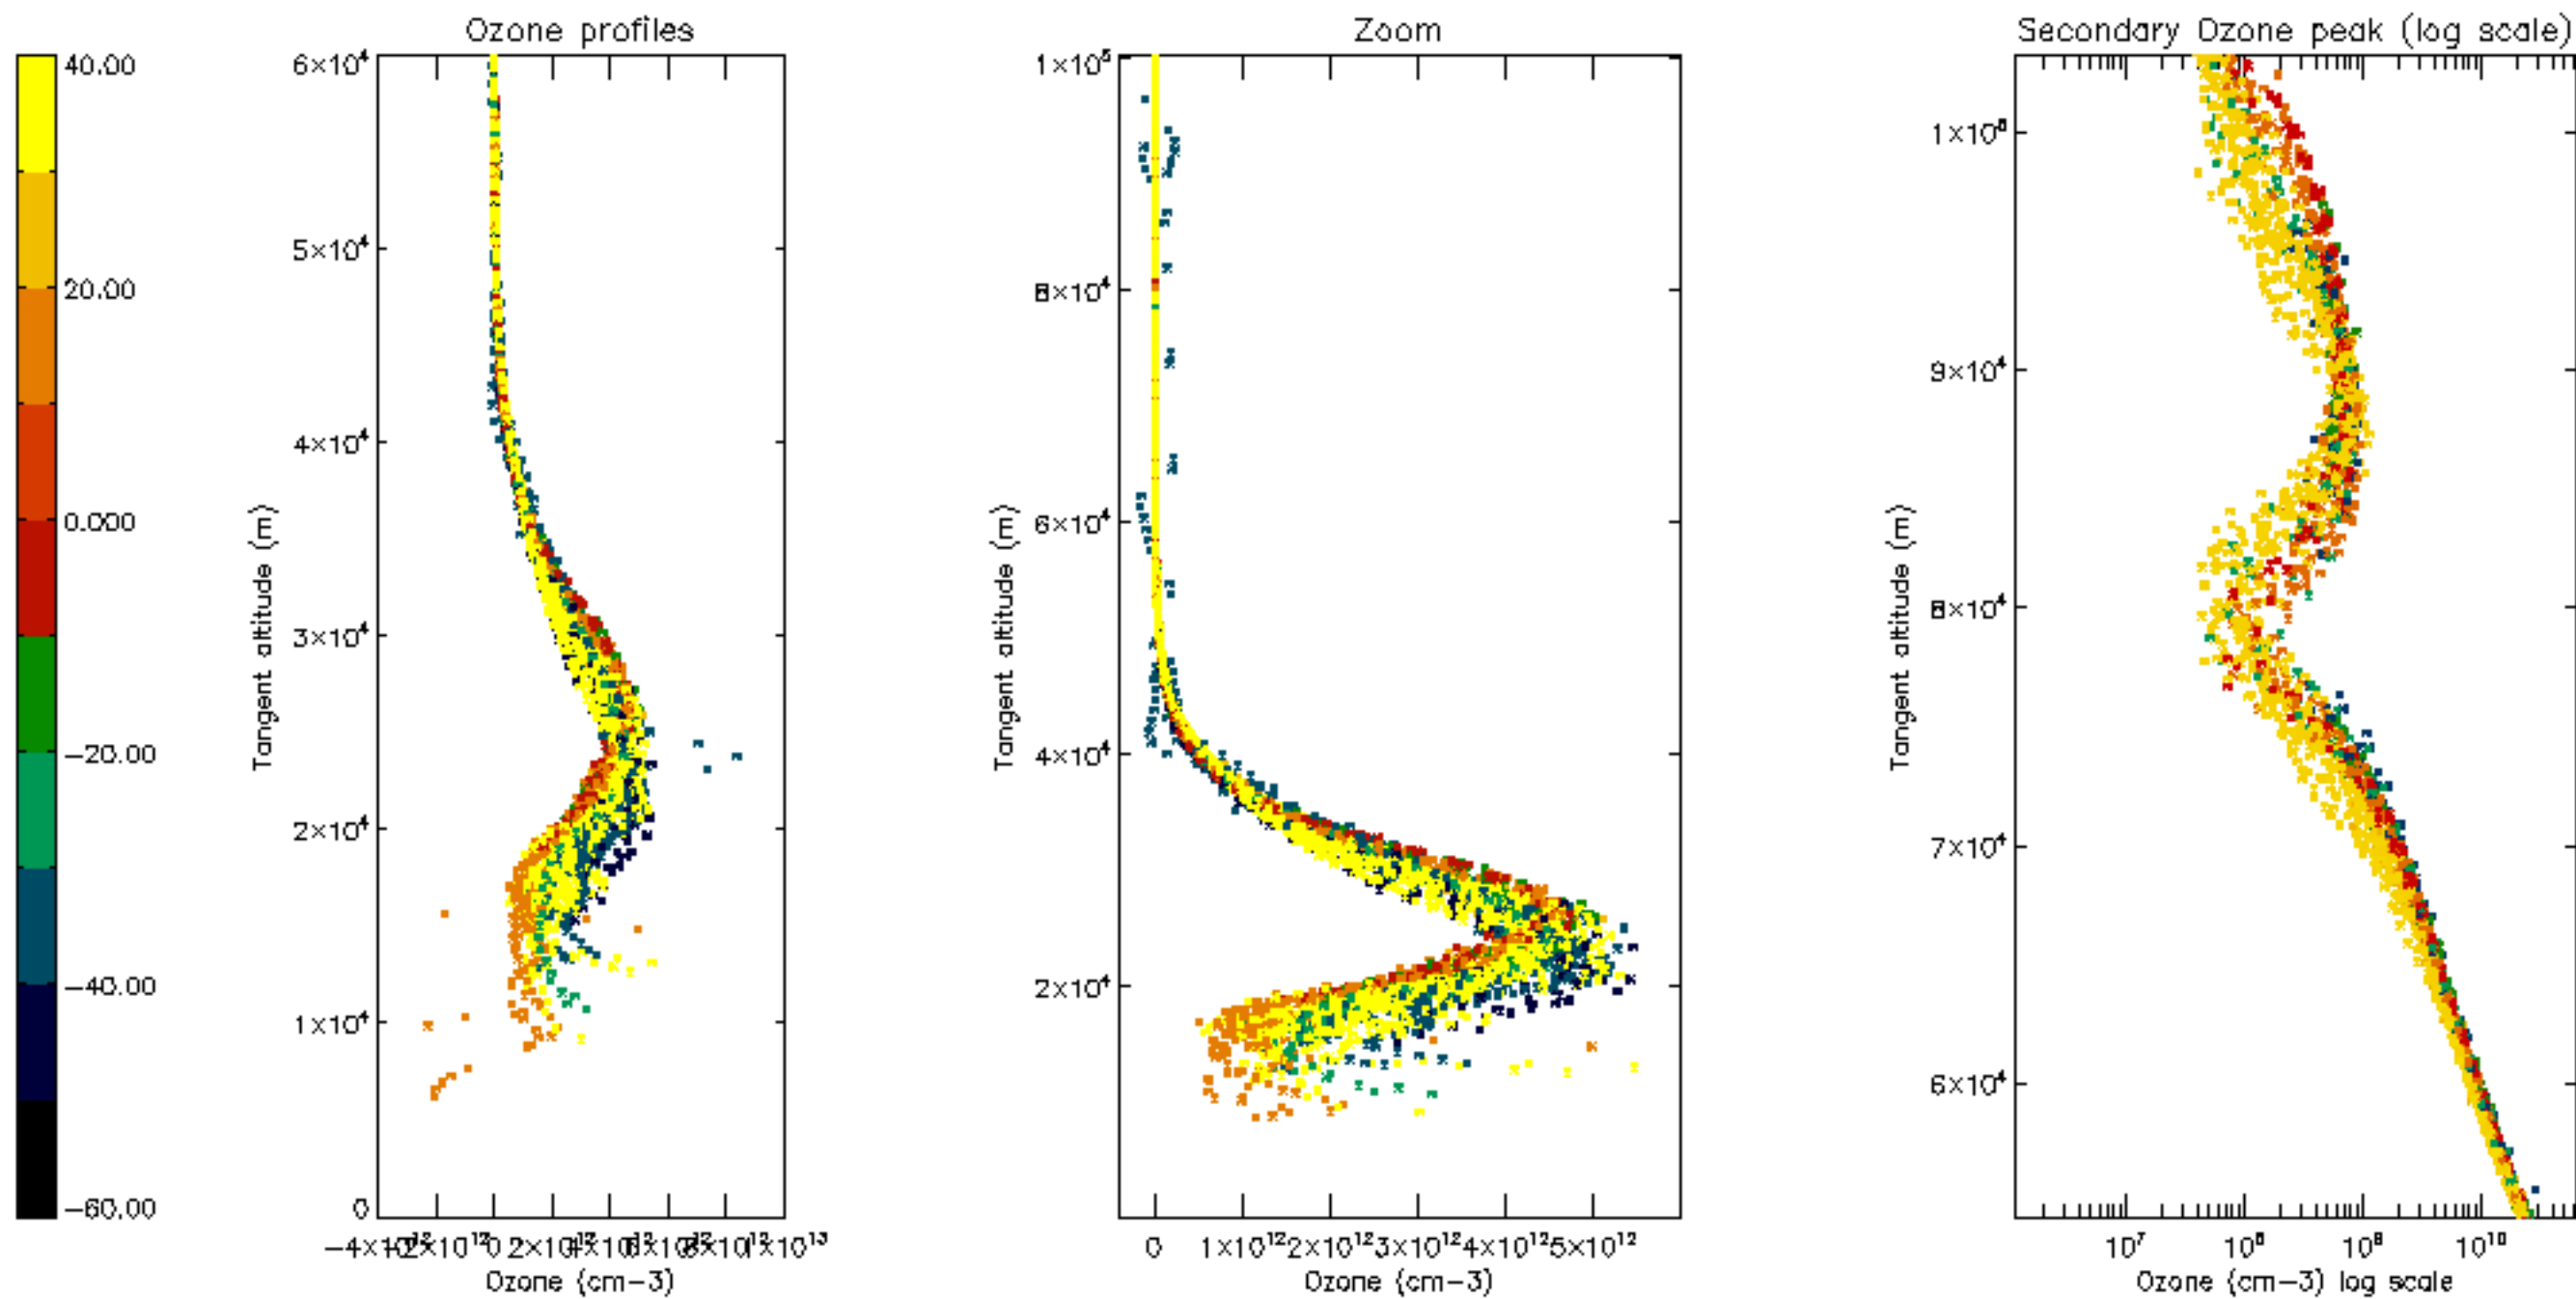 Ozone profiles
Zoom
Secondary Ozone peak (log scale)
40.00
20.00
0.000
−20.00
−40.00
−60.00
6×10⁴
5×10⁴
4×10⁴
3×10⁴
2×10⁴
1×10⁴
0
Tangent altitude (m)
0
1×10¹³
Ozone (cm−3)
1×10⁵
8×10⁴
6×10⁴
4×10⁴
2×10⁴
Tangent altitude (m)
0 1×10¹² 2×10¹² 3×10¹² 4×10¹² 5×10¹²
Ozone (cm−3)
9×10⁴
8×10⁴
7×10⁴
6×10⁴
Tangent altitude (m)
10⁷ 10⁸ 10⁹ 10¹⁰
Ozone (cm−3) log scale